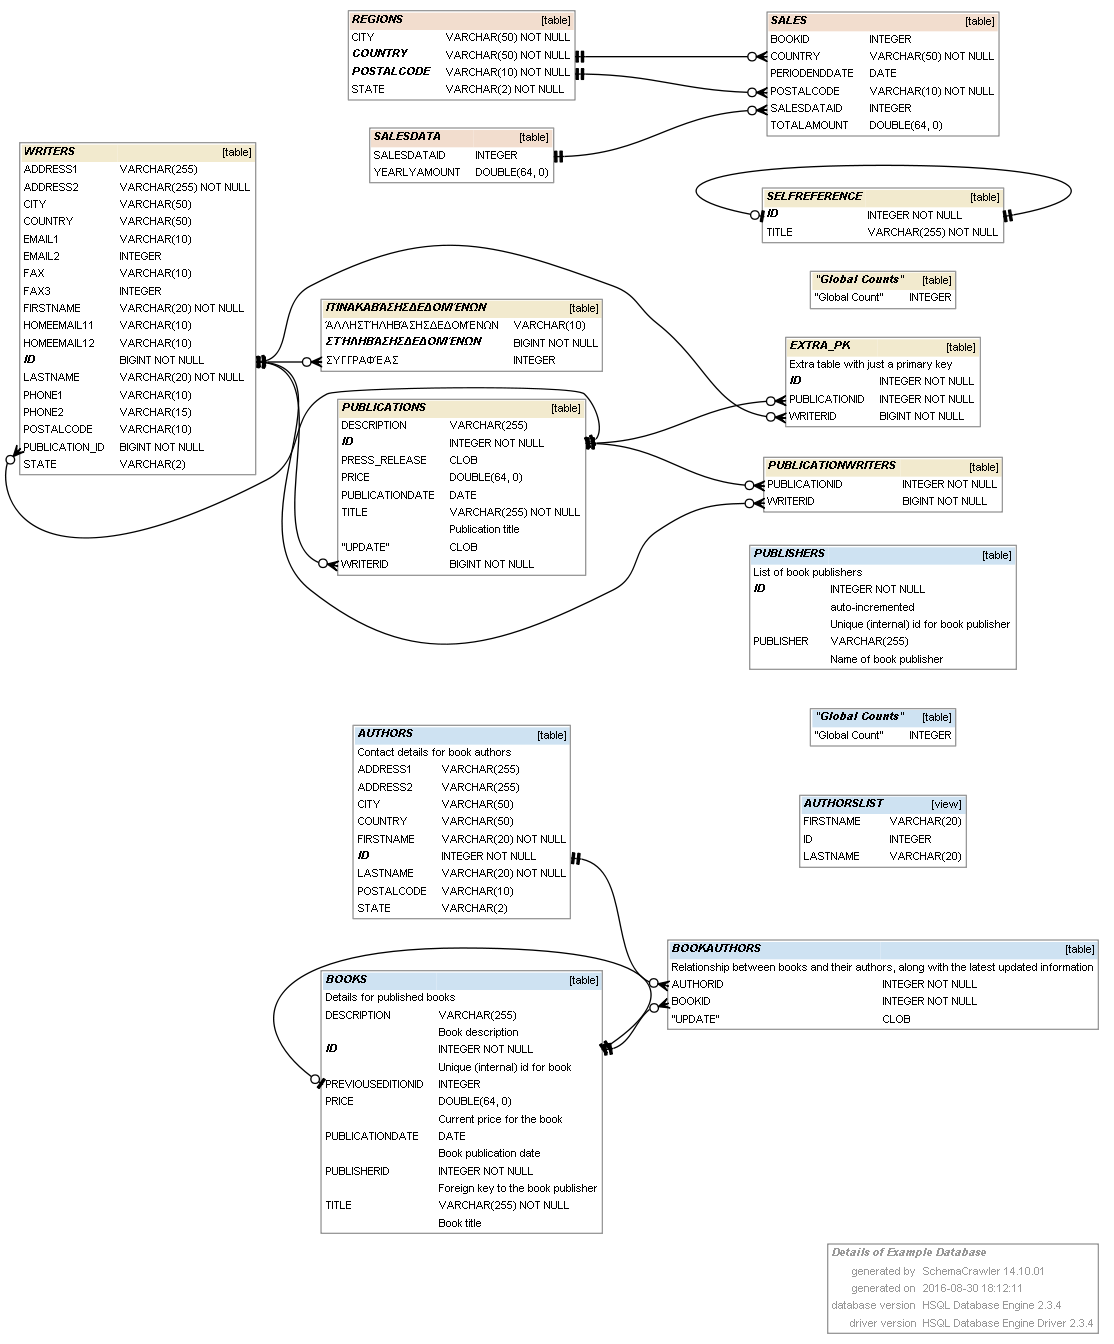 REGIONS [table]
CITY VARCHAR(50) NOT NULL
COUNTRY VARCHAR(50) NOT NULL
POSTALCODE VARCHAR(10) NOT NULL
STATE VARCHAR(2) NOT NULL
SALES [table]
BOOKID INTEGER
COUNTRY VARCHAR(50) NOT NULL
PERIODENDDATE DATE
POSTALCODE VARCHAR(10) NOT NULL
SALESDATAID INTEGER
TOTALAMOUNT DOUBLE(64, 0)
SALESDATA [table]
SALESDATAID INTEGER
YEARLYAMOUNT DOUBLE(64, 0)
WRITERS [table]
ADDRESS1 VARCHAR(255)
ADDRESS2 VARCHAR(255) NOT NULL
CITY VARCHAR(50)
COUNTRY VARCHAR(50)
EMAIL1 VARCHAR(10)
EMAIL2 INTEGER
FAX VARCHAR(10)
FAX3 INTEGER
FIRSTNAME VARCHAR(20) NOT NULL
HOMEEMAIL11 VARCHAR(10)
HOMEEMAIL12 VARCHAR(10)
ID BIGINT NOT NULL
LASTNAME VARCHAR(20) NOT NULL
PHONE1 VARCHAR(10)
PHONE2 VARCHAR(15)
POSTALCODE VARCHAR(10)
PUBLICATION_ID BIGINT NOT NULL
STATE VARCHAR(2)
SELFREFERENCE [table]
ID INTEGER NOT NULL
TITLE VARCHAR(255) NOT NULL
"Global Counts" [table]
"Global Count" INTEGER
ΠΊΝΑΚΑΒΆΣΗΣΔΕΔΟΜΈΝΩΝ [table]
ΆΛΛΗΣΤΉΛΗΒΆΣΗΣΔΕΔΟΜΈΝΩΝ VARCHAR(10)
ΣΤΉΛΗΒΆΣΗΣΔΕΔΟΜΈΝΩΝ BIGINT NOT NULL
ΣΥΓΓΡΑΦΈΑΣ INTEGER
EXTRA_PK [table]
Extra table with just a primary key
ID INTEGER NOT NULL
PUBLICATIONID INTEGER NOT NULL
WRITERID BIGINT NOT NULL
PUBLICATIONS [table]
DESCRIPTION VARCHAR(255)
ID INTEGER NOT NULL
PRESS_RELEASE CLOB
PRICE DOUBLE(64, 0)
PUBLICATIONDATE DATE
TITLE VARCHAR(255) NOT NULL
Publication title
"UPDATE" CLOB
WRITERID BIGINT NOT NULL
PUBLICATIONWRITERS [table]
PUBLICATIONID INTEGER NOT NULL
WRITERID BIGINT NOT NULL
PUBLISHERS [table]
List of book publishers
ID INTEGER NOT NULL
auto-incremented
Unique (internal) id for book publisher
PUBLISHER VARCHAR(255)
Name of book publisher
"Global Counts" [table]
"Global Count" INTEGER
AUTHORS [table]
Contact details for book authors
ADDRESS1 VARCHAR(255)
ADDRESS2 VARCHAR(255)
CITY VARCHAR(50)
COUNTRY VARCHAR(50)
FIRSTNAME VARCHAR(20) NOT NULL
ID INTEGER NOT NULL
LASTNAME VARCHAR(20) NOT NULL
POSTALCODE VARCHAR(10)
STATE VARCHAR(2)
AUTHORSLIST [view]
FIRSTNAME VARCHAR(20)
ID INTEGER
LASTNAME VARCHAR(20)
BOOKAUTHORS [table]
Relationship between books and their authors, along with the latest updated information
AUTHORID INTEGER NOT NULL
BOOKID INTEGER NOT NULL
"UPDATE" CLOB
BOOKS [table]
Details for published books
DESCRIPTION VARCHAR(255)
Book description
ID INTEGER NOT NULL
Unique (internal) id for book
PREVIOUSEDITIONID INTEGER
PRICE DOUBLE(64, 0)
Current price for the book
PUBLICATIONDATE DATE
Book publication date
PUBLISHERID INTEGER NOT NULL
Foreign key to the book publisher
TITLE VARCHAR(255) NOT NULL
Book title
Details of Example Database
generated by SchemaCrawler 14.10.01
generated on 2016-08-30 18:12:11
database version HSQL Database Engine 2.3.4
driver version HSQL Database Engine Driver 2.3.4